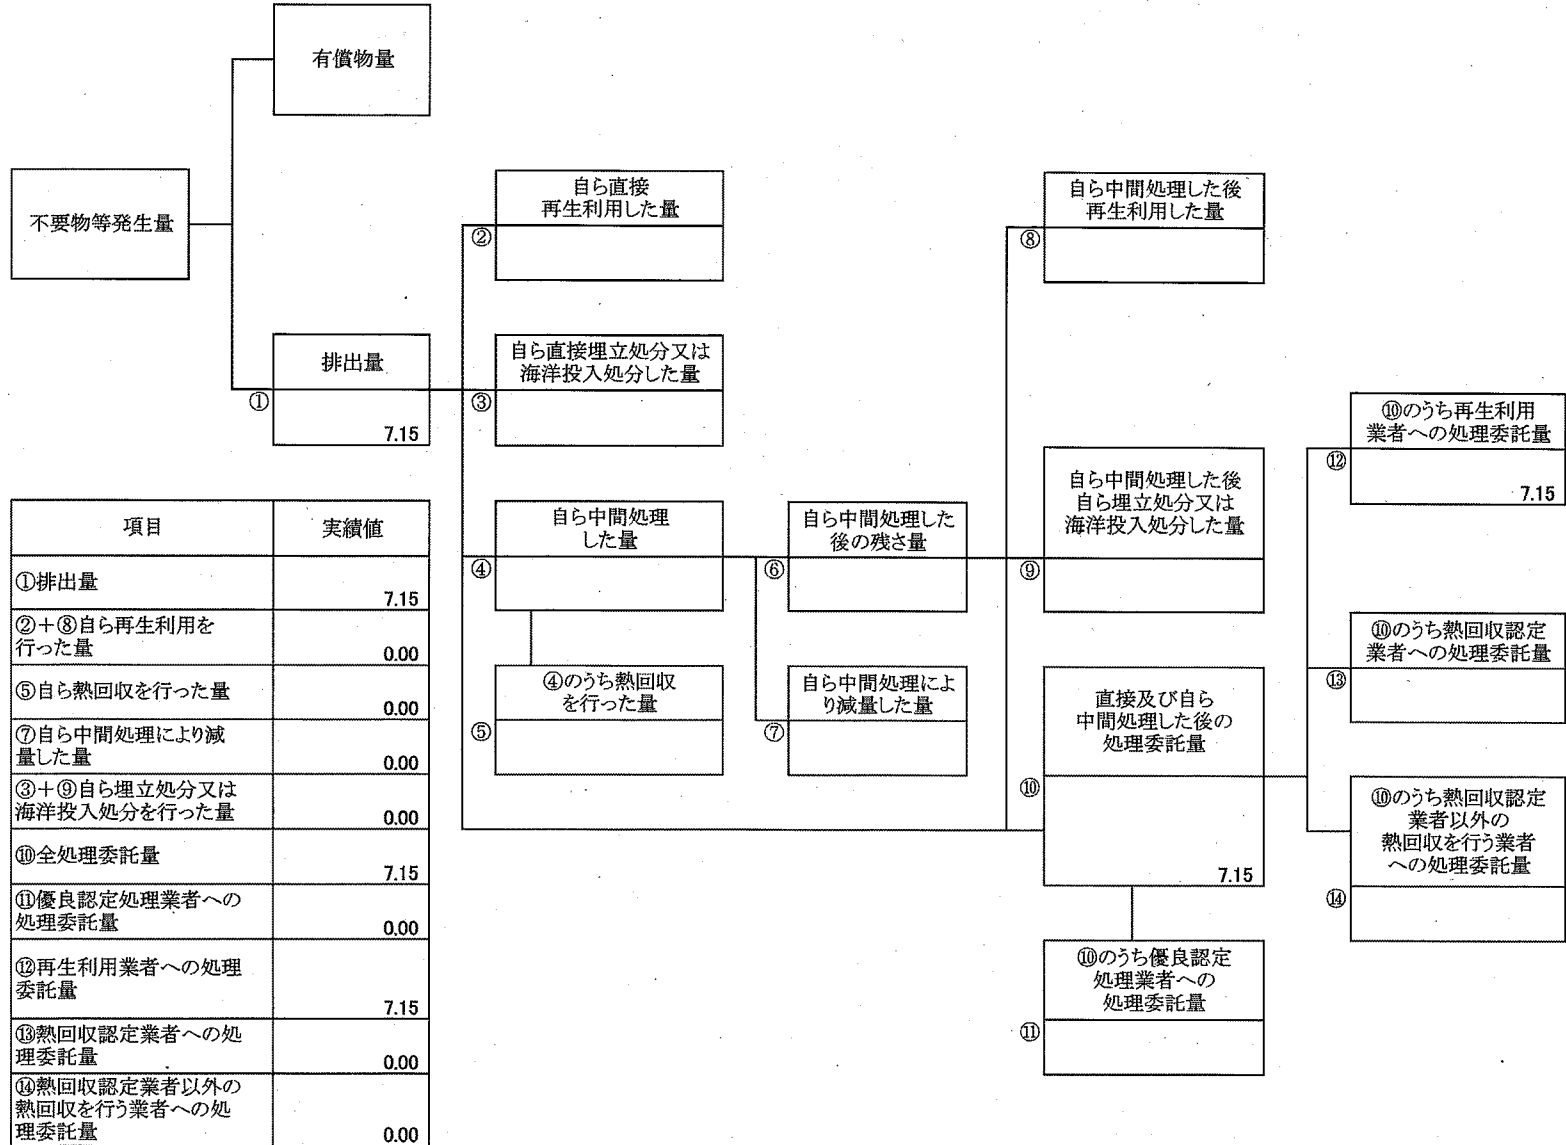 有償物量
不要物等発生量
排出量
①
7.15
自ら直接
再生利用した量
②
自ら直接埋立処分又は
海洋投入処分した量
③
自ら中間処理
した量
④
④のうち熱回収
を行った量
⑤
自ら中間処理した
後の残さ量
⑥
自ら中間処理によ
り減量した量
⑦
自ら中間処理した後
再生利用した量
⑧
自ら中間処理した後
自ら埋立処分又は
海洋投入処分した量
⑨
直接及び自ら
中間処理した後の
処理委託量
⑩
7.15
⑩のうち優良認定
処理業者への
処理委託量
⑪
⑩のうち再生利用
業者への処理委託量
⑫
7.15
⑩のうち熱回収認定
業者への処理委託量
⑬
⑩のうち熱回収認定
業者以外の
熱回収を行う業者
への処理委託量
⑭
項目 実績値
①排出量
7.15
②+⑧自ら再生利用を
行った量
0.00
⑤自ら熱回収を行った量
0.00
⑦自ら中間処理により減
量した量
0.00
③+⑨自ら埋立処分又は
海洋投入処分を行った量
0.00
⑩全処理委託量
7.15
⑪優良認定処理業者への
処理委託量
0.00
⑫再生利用業者への処理
委託量
7.15
⑬熱回収認定業者への処
理委託量
0.00
⑭熱回収認定業者以外の
熱回収を行う業者への処
理委託量
0.00